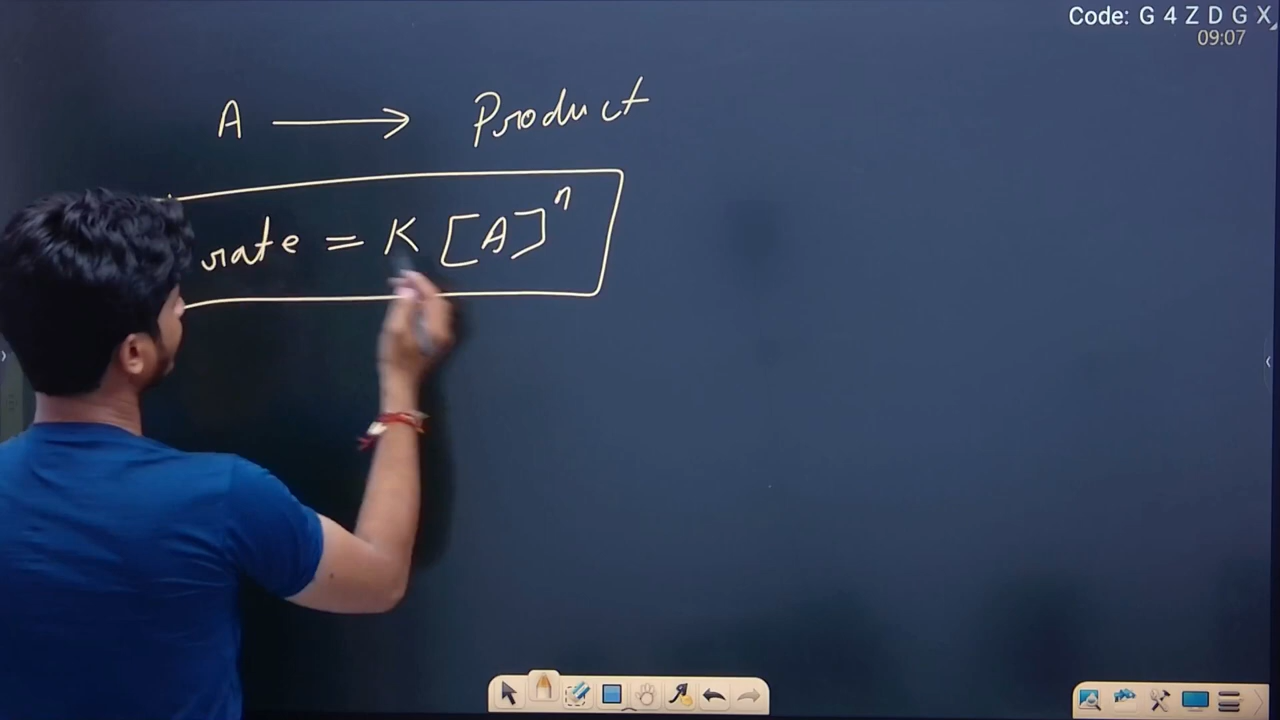 Code: G 4 Z D G X
09:07
A ⟶ Product
rate = K [A]ⁿ